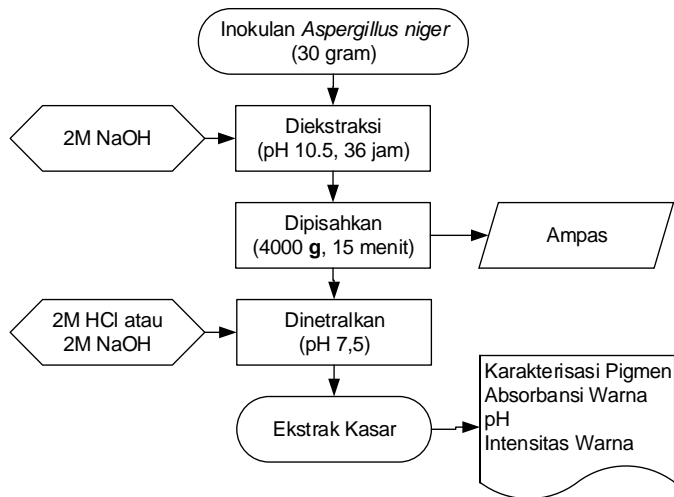 Inokulan Aspergillus niger
(30 gram)
2M NaOH
Diekstraksi
(pH 10.5, 36 jam)
Dipisahkan
(4000 g, 15 menit)
Ampas
2M HCl atau
2M NaOH
Dinetralkan
(pH 7,5)
Ekstrak Kasar
Karakterisasi Pigmen
Absorbansi Warna
pH
Intensitas Warna